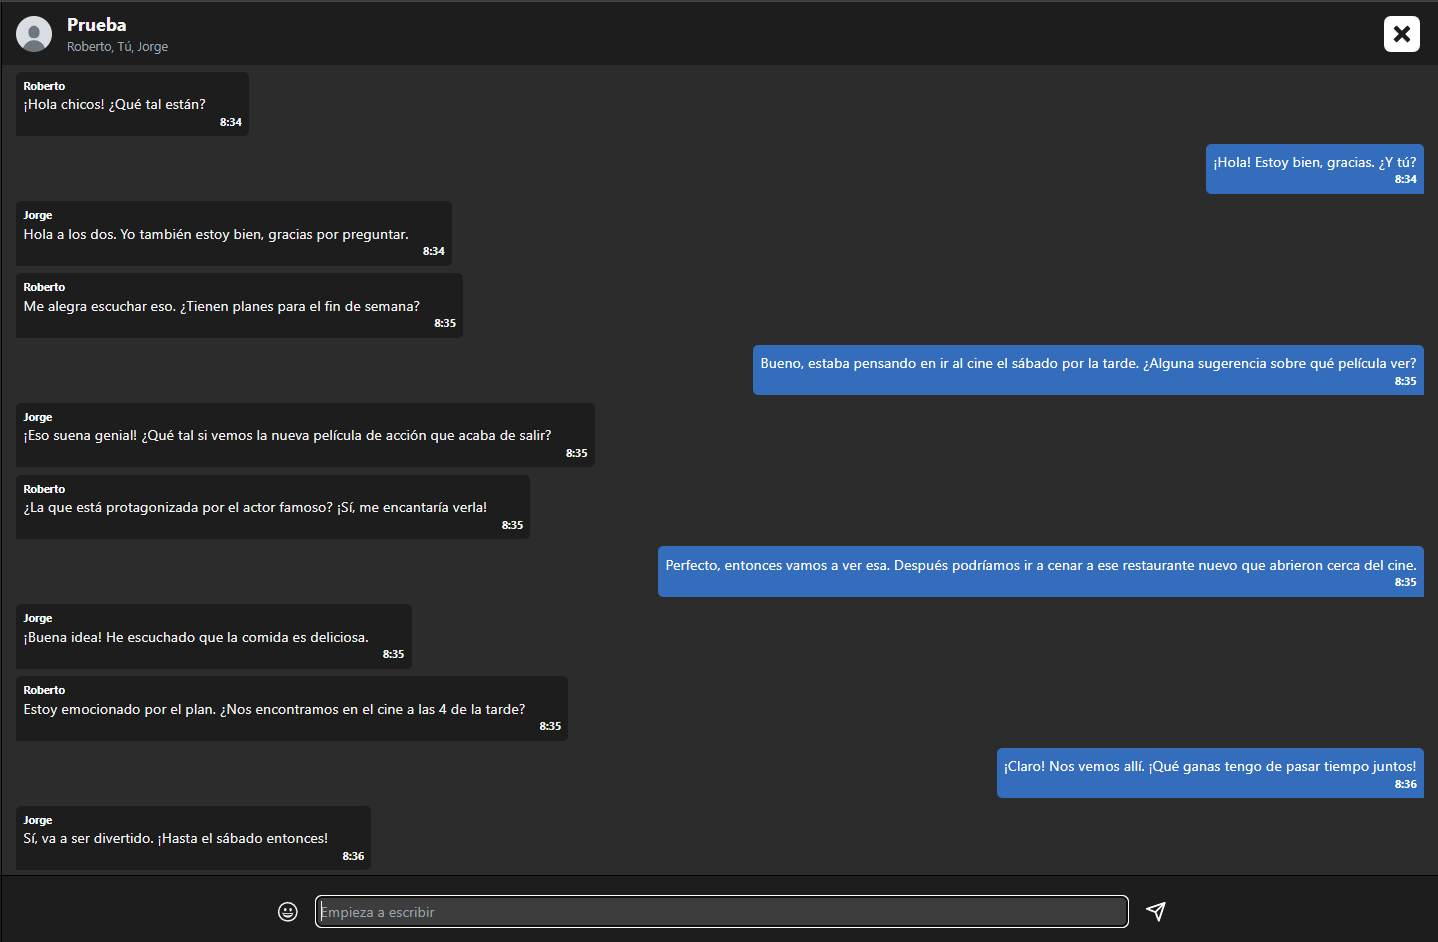 Prueba
Roberto, Tú, Jorge
Roberto
¡Hola chicos! ¿Qué tal están?
8:34
¡Hola! Estoy bien, gracias. ¿Y tú?
8:34
Jorge
Hola a los dos. Yo también estoy bien, gracias por preguntar.
8:34
Roberto
Me alegra escuchar eso. ¿Tienen planes para el fin de semana?
8:35
Bueno, estaba pensando en ir al cine el sábado por la tarde. ¿Alguna sugerencia sobre qué película ver?
8:35
Jorge
¡Eso suena genial! ¿Qué tal si vemos la nueva película de acción que acaba de salir?
8:35
Roberto
¿La que está protagonizada por el actor famoso? ¡Sí, me encantaría verla!
8:35
Perfecto, entonces vamos a ver esa. Después podríamos ir a cenar a ese restaurante nuevo que abrieron cerca del cine.
8:35
Jorge
¡Buena idea! He escuchado que la comida es deliciosa.
8:35
Roberto
Estoy emocionado por el plan. ¿Nos encontramos en el cine a las 4 de la tarde?
8:35
¡Claro! Nos vemos allí. ¡Qué ganas tengo de pasar tiempo juntos!
8:36
Jorge
Sí, va a ser divertido. ¡Hasta el sábado entonces!
8:36
Empieza a escribir